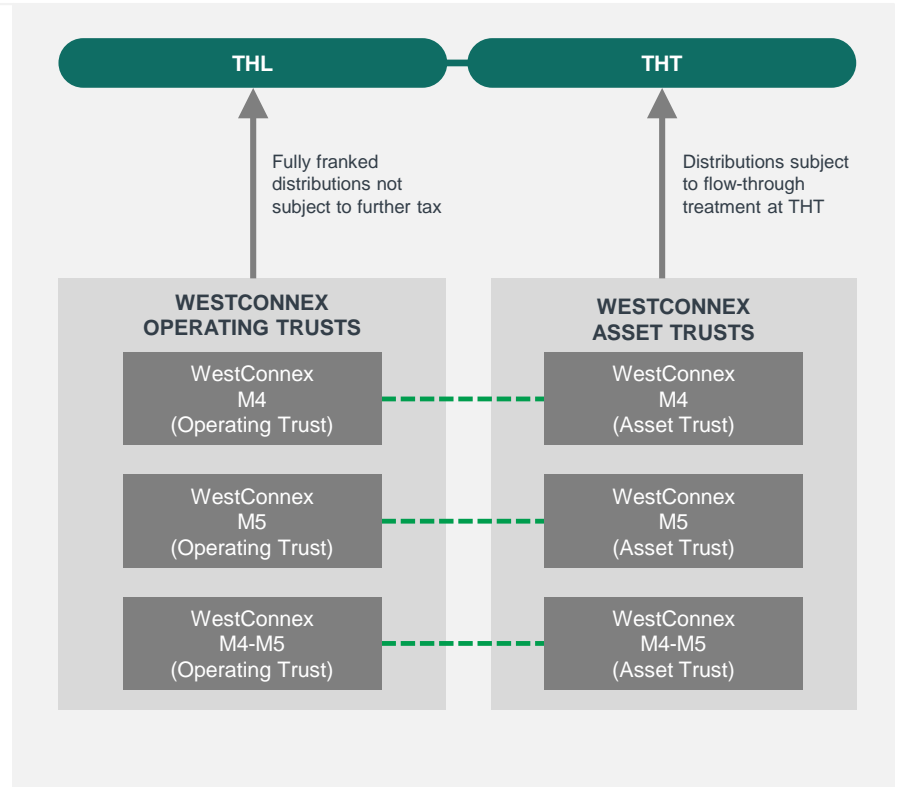 THL
THT
Fully franked
distributions not
subject to further tax
Distributions subject
to flow-through
treatment at THT
WESTCONNEX
OPERATING TRUSTS
WestConnex
M4
(Operating Trust)
WestConnex
M5
(Operating Trust)
WestConnex
M4-M5
(Operating Trust)
WESTCONNEX
ASSET TRUSTS
WestConnex
M4
(Asset Trust)
WestConnex
M5
(Asset Trust)
WestConnex
M4-M5
(Asset Trust)